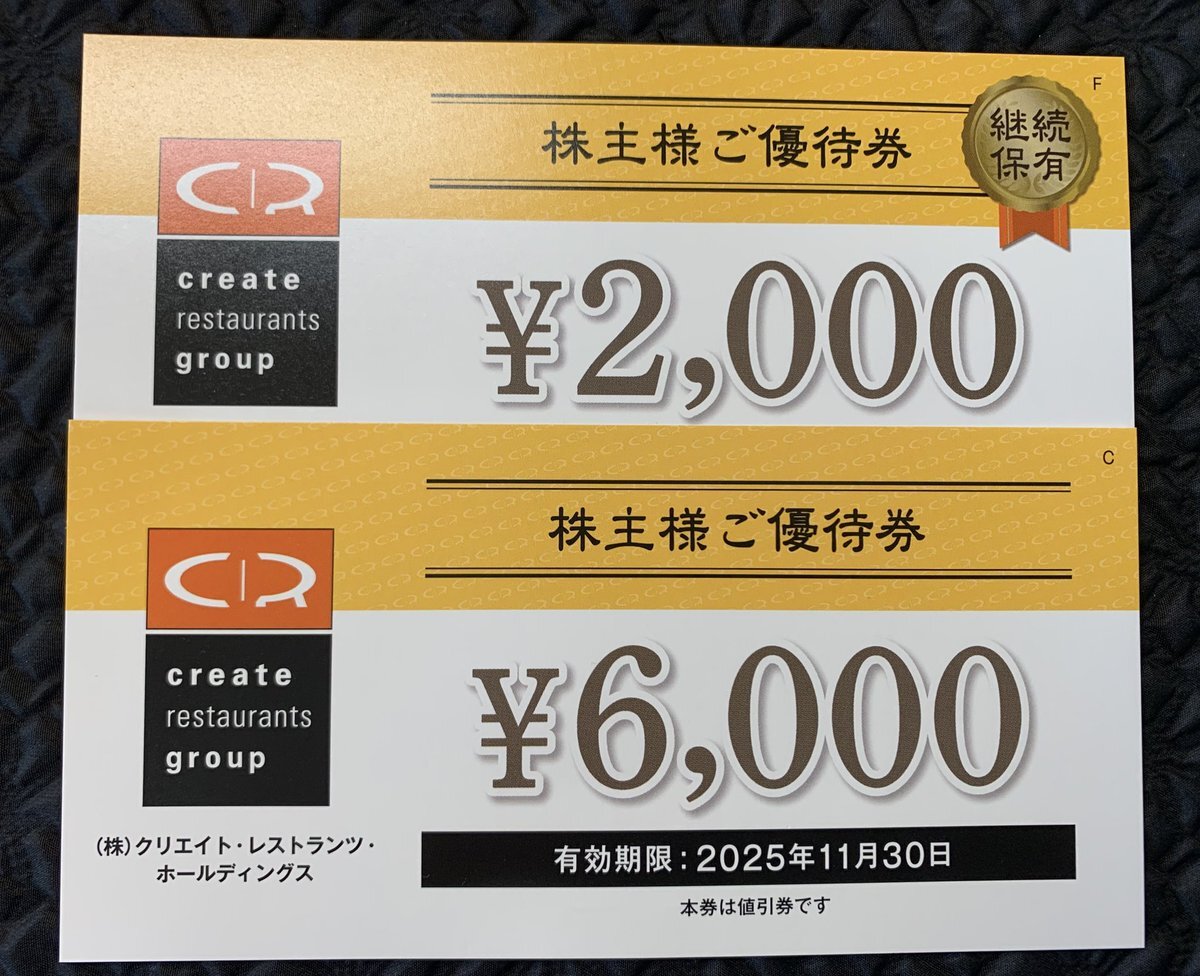 F
株主様ご優待券
継続
保有
CR
create
restaurants
group
¥2,000
C
株主様ご優待券
CR
create
restaurants
group
¥6,000
(株)クリエイト・レストランツ・
ホールディングス
有効期限:2025年11月30日
本券は値引券です